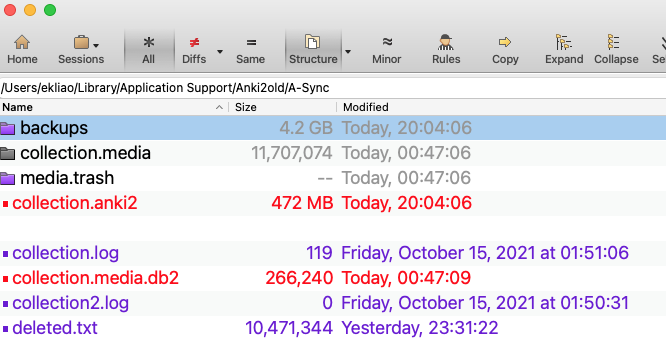 * ≠ = ≈
Home Sessions All Diffs Same Structure Minor Rules Copy Expand Collapse
/Users/ekliao/Library/Application Support/Anki2old/A-Sync
Name Size Modified
backups 4.2 GB Today, 20:04:06
collection.media 11,707,074 Today, 00:47:06
media.trash -- Today, 00:47:06
collection.anki2 472 MB Today, 20:04:06
collection.log 119 Friday, October 15, 2021 at 01:51:06
collection.media.db2 266,240 Today, 00:47:09
collection2.log 0 Friday, October 15, 2021 at 01:50:31
deleted.txt 10,471,344 Yesterday, 23:31:22